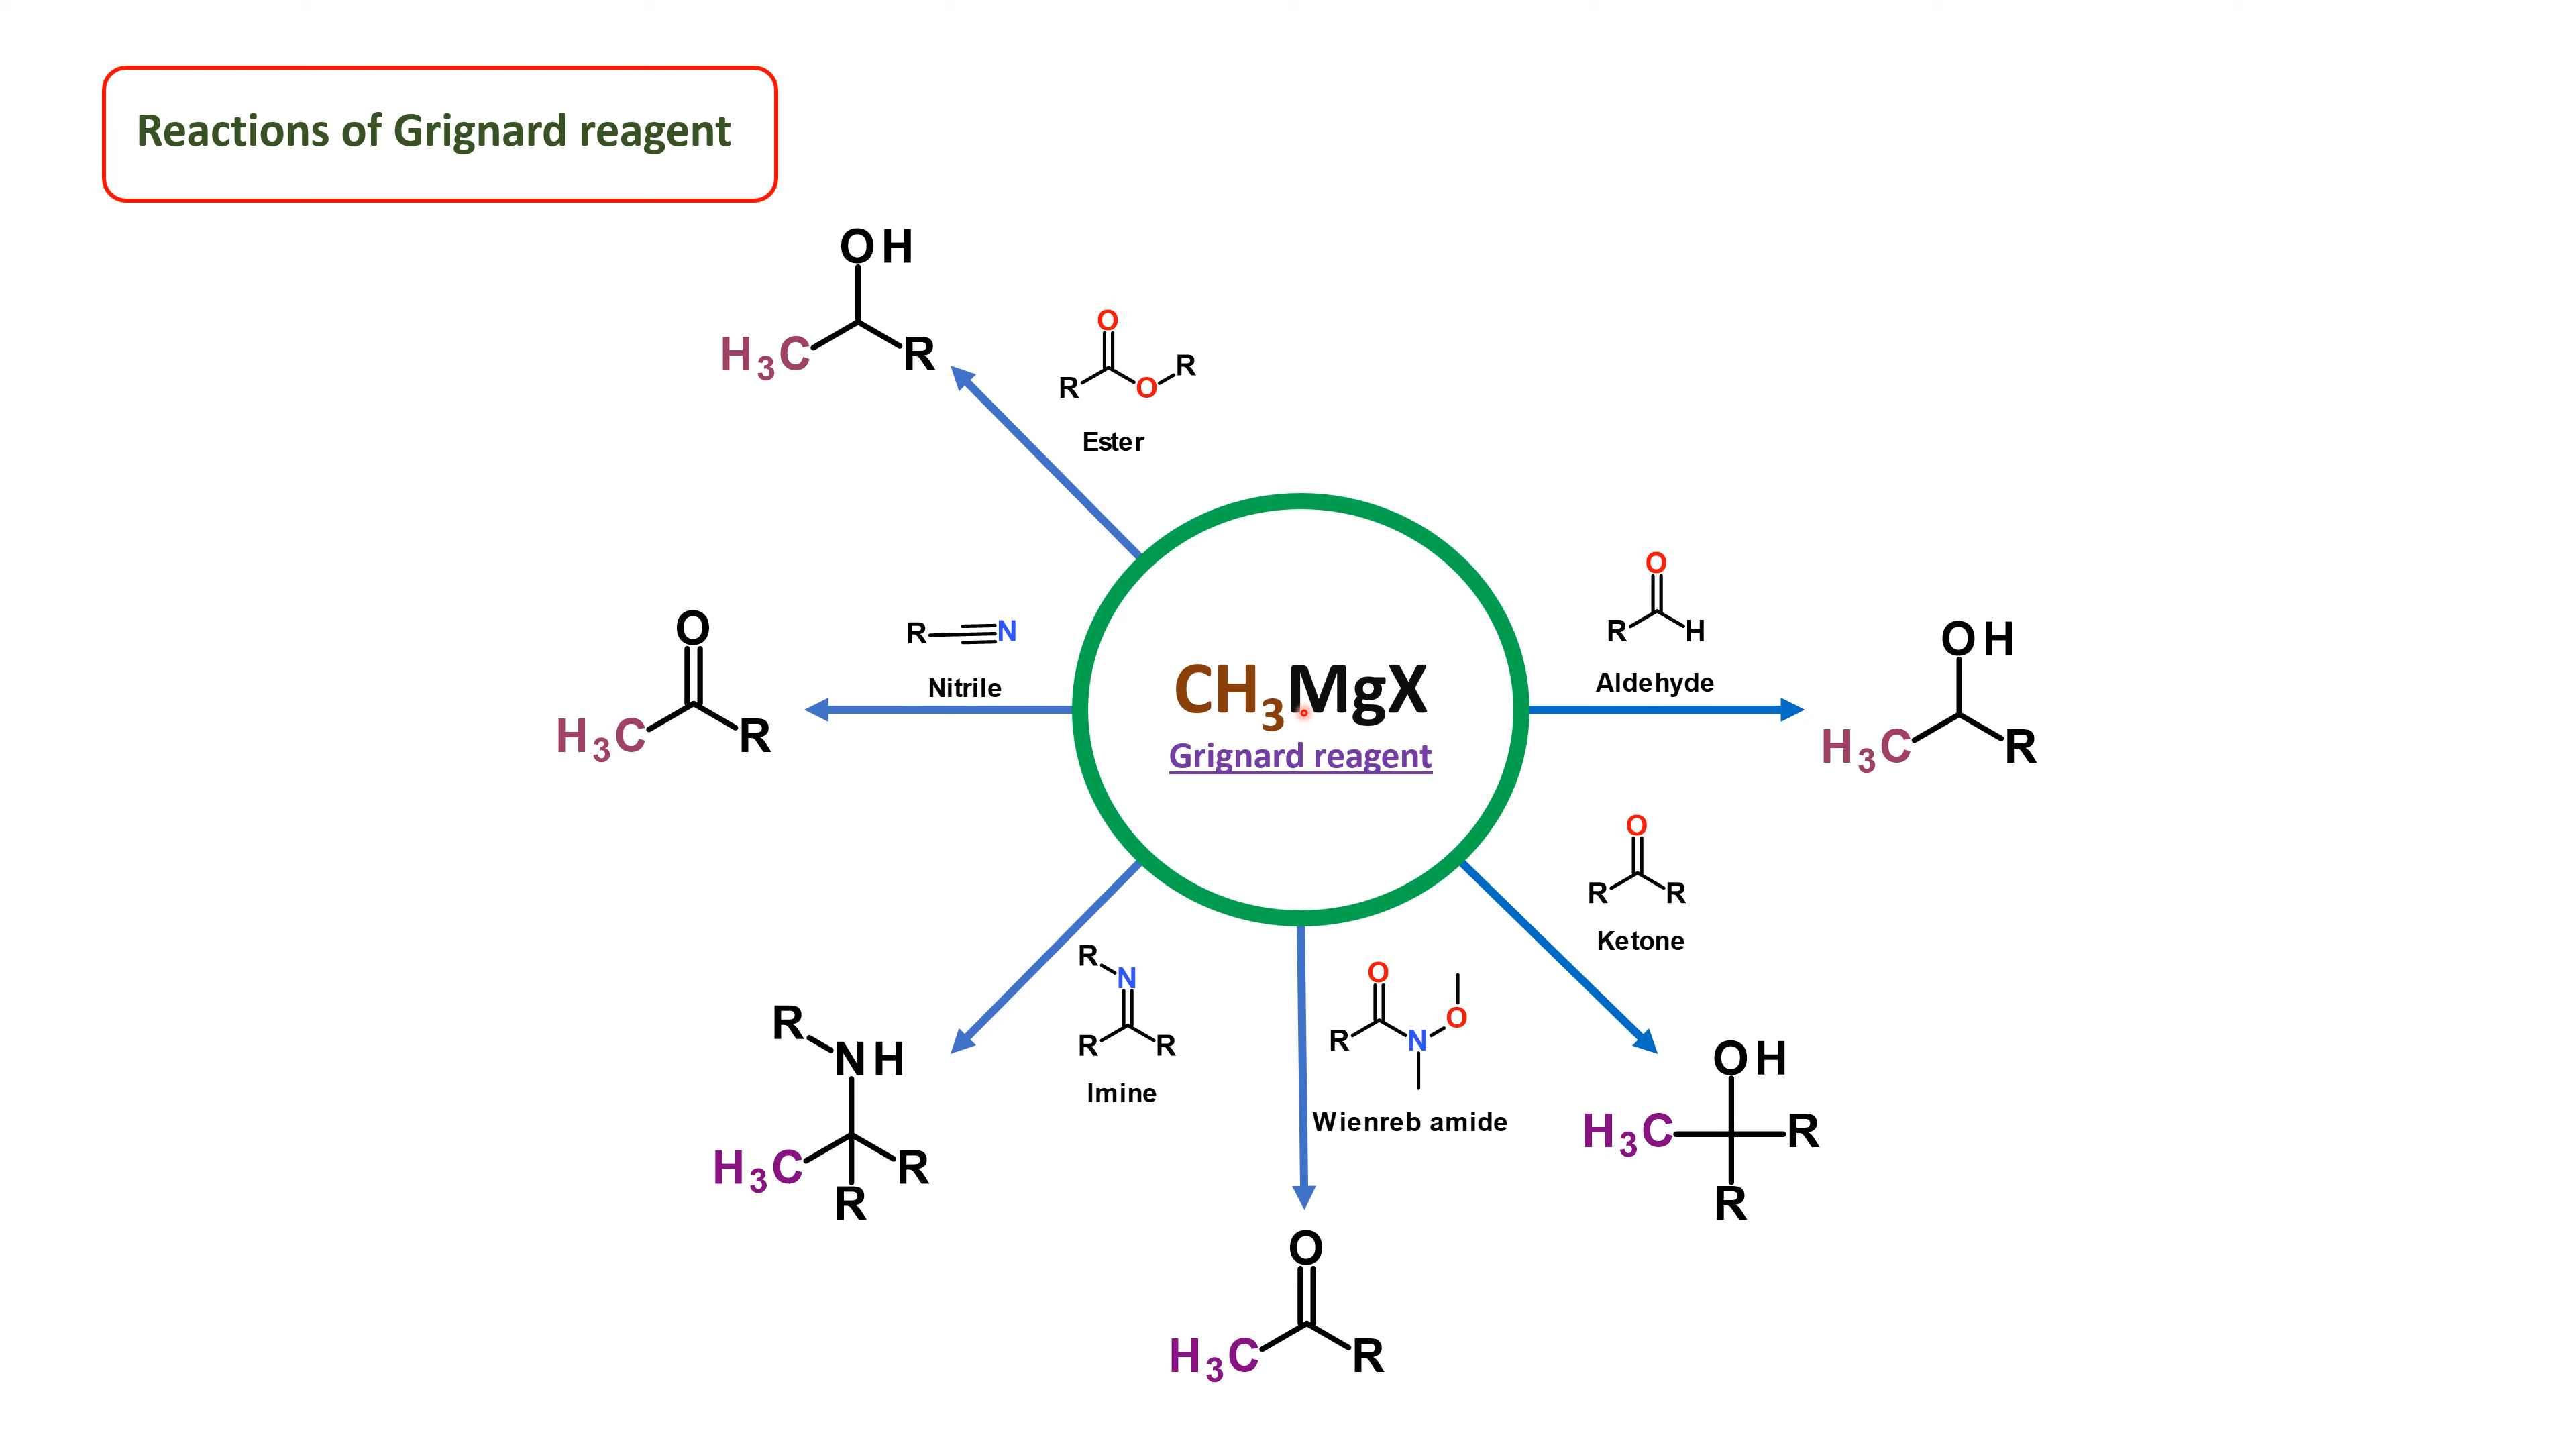 Reactions of Grignard reagent
OH
H3C R
O
R O R
Ester
O
H3C R
R N
Nitrile
CH3MgX
Grignard reagent
O
R H
Aldehyde
OH
H3C R
O
R R
Ketone
R
N
R R
Imine
O
R N O
Wienreb amide
R
NH
H3C R
R
OH
H3C R
R
O
H3C R